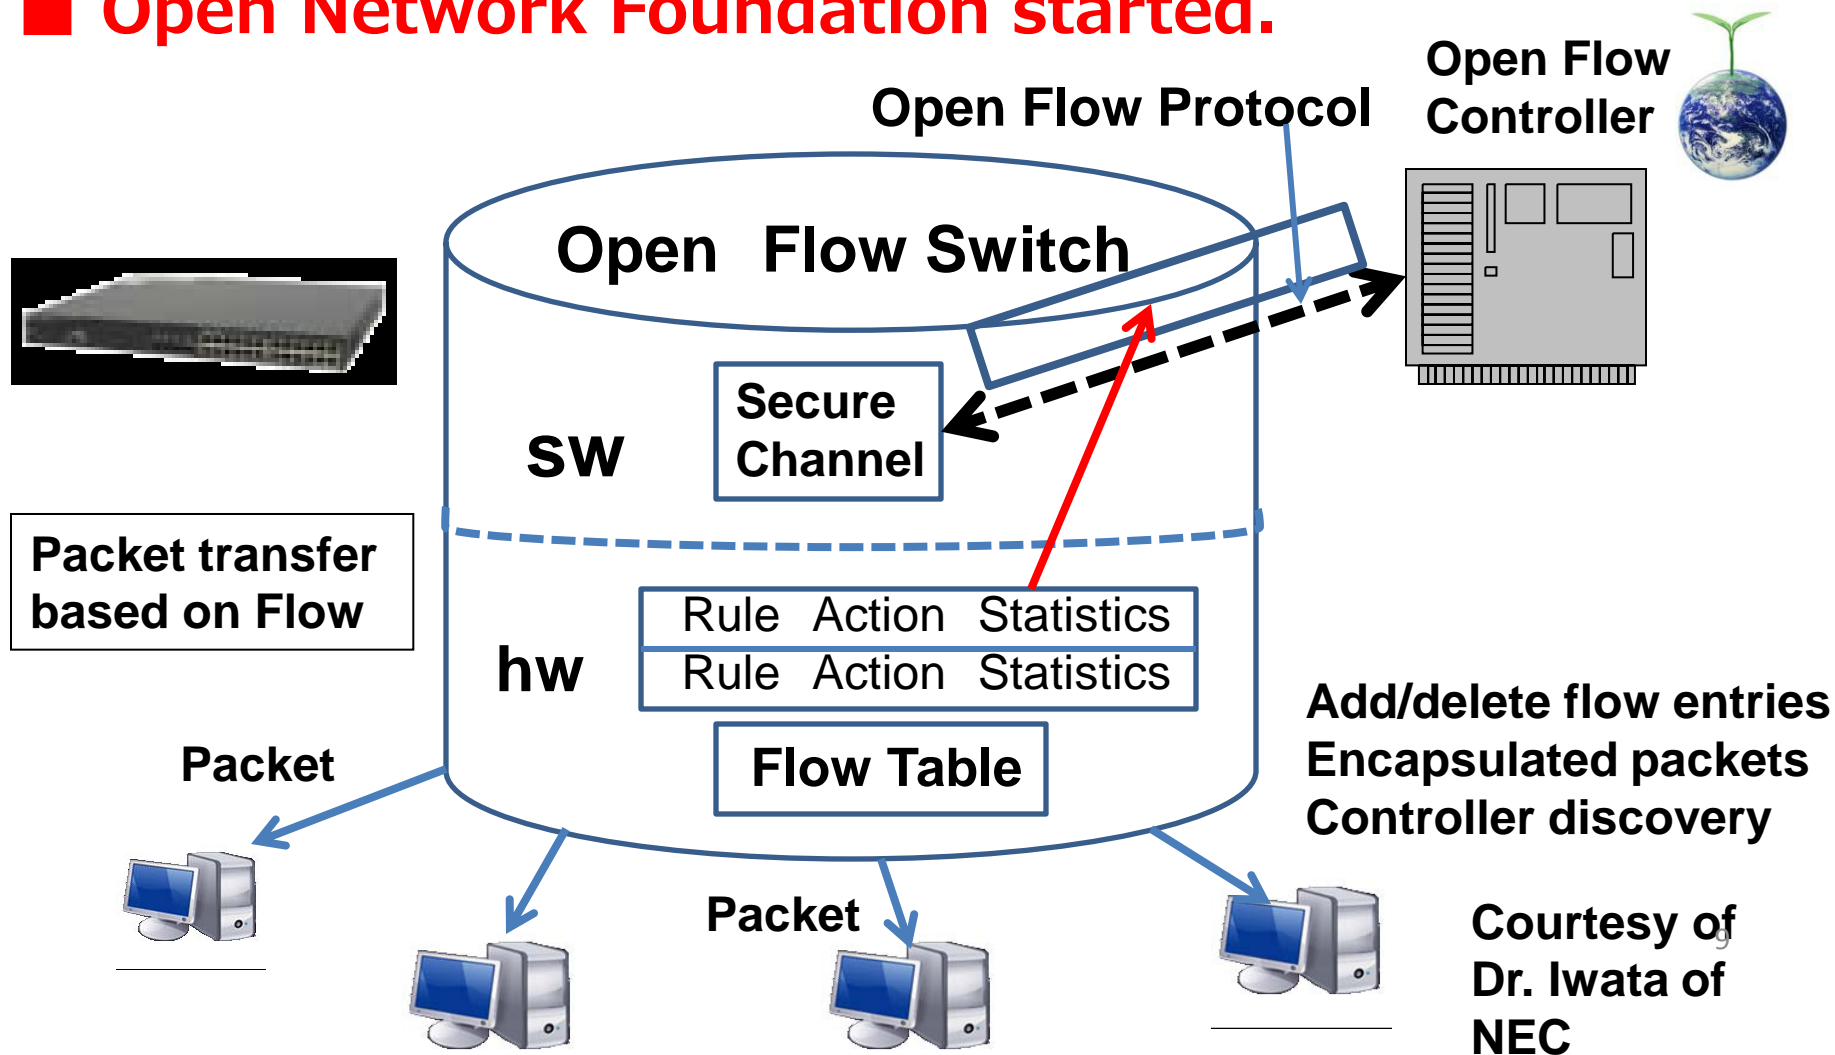 Open Network Foundation started.
Open Flow
Controller
Open Flow Protocol
Open Flow Switch
Secure
Channel
sw
Packet transfer
based on Flow
Rule Action Statistics
Rule Action Statistics
hw
Flow Table
Packet
Add/delete flow entries
Encapsulated packets
Controller discovery
Packet
Courtesy of
Dr. Iwata of
NEC
9